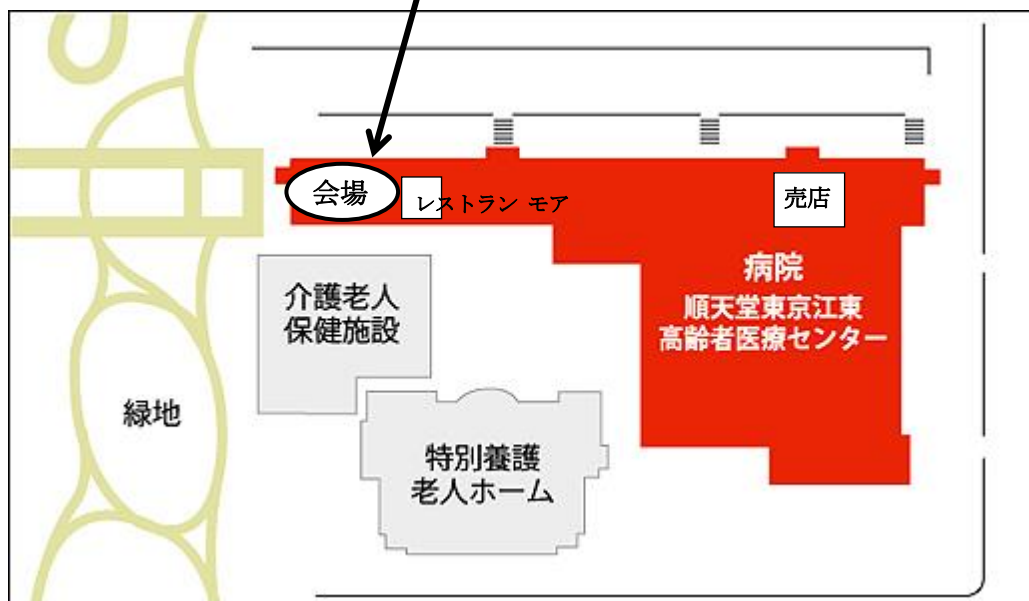 会場
レストラン モア
売店
病院
順天堂東京江東
高齢者医療センター
介護老人
保健施設
緑地
特別養護
老人ホーム